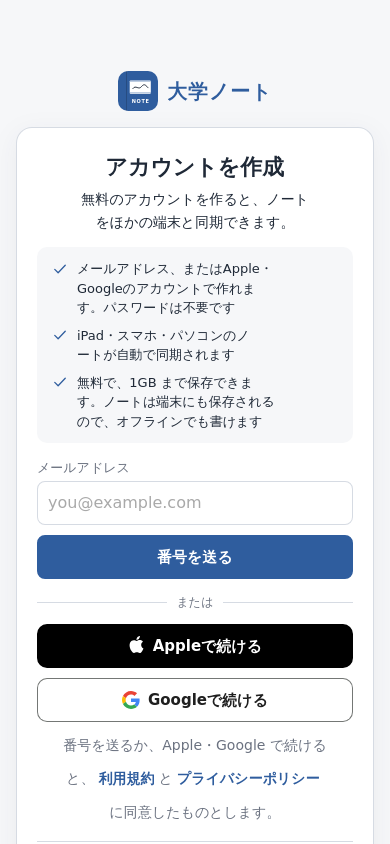 NOTE
大学ノート
アカウントを作成
無料のアカウントを作ると、ノート
をほかの端末と同期できます。
メールアドレス、またはApple・
Googleのアカウントで作れま
す。パスワードは不要です
iPad・スマホ・パソコンのノ
ートが自動で同期されます
無料で、1GB まで保存できま
す。ノートは端末にも保存される
ので、オフラインでも書けます
メールアドレス
you@example.com
番号を送る
または
Appleで続ける
Googleで続ける
番号を送るか、Apple・Google で続ける
と、 利用規約 と プライバシーポリシー
に同意したものとします。